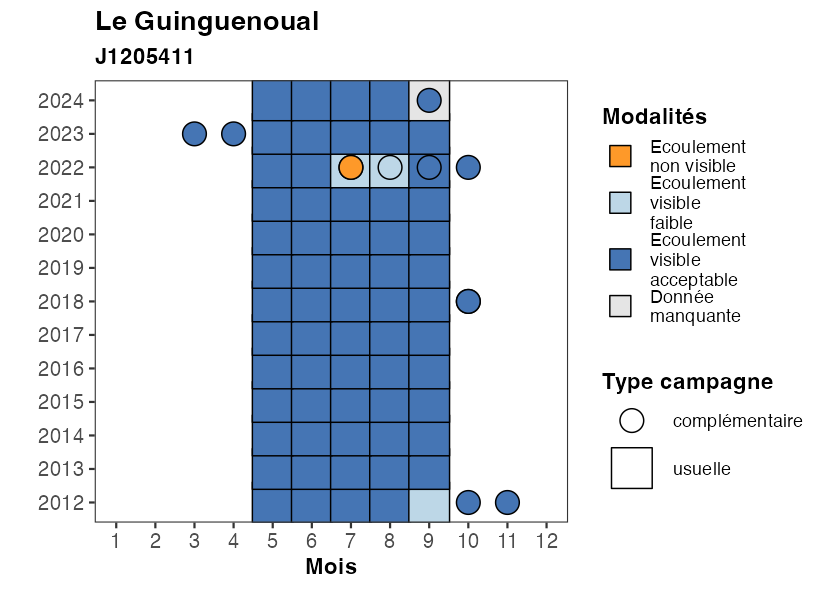 Le Guinguenoual
J1205411
2024
2023
2022
2021
2020
2019
2018
2017
2016
2015
2014
2013
2012
1 2 3 4 5 6 7 8 9 10 11 12
Mois
Modalités
Ecoulement
non visible
Ecoulement
visible
faible
Ecoulement
visible
acceptable
Donnée
manquante
Type campagne
complémentaire
usuelle